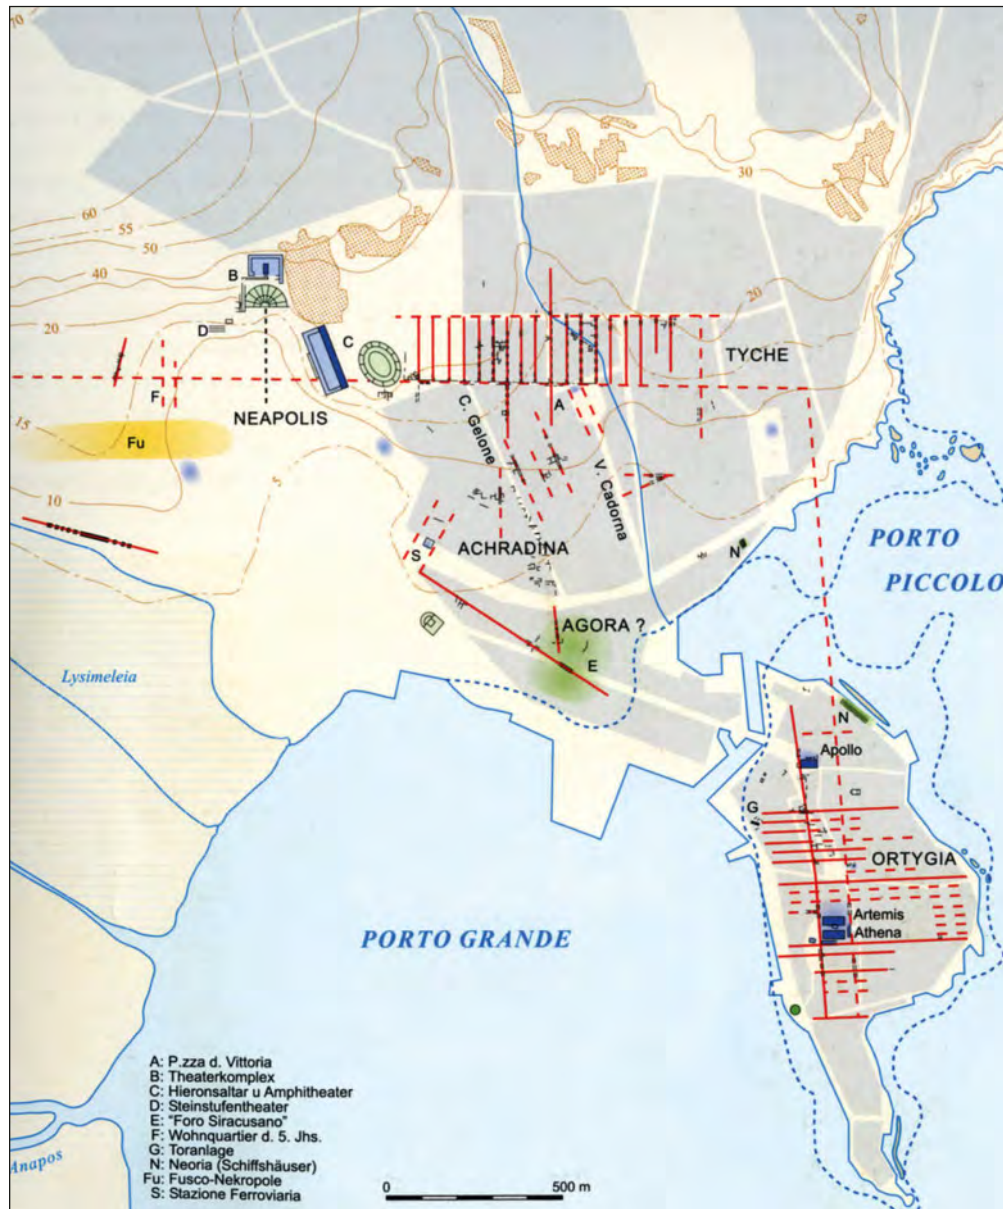 70
60
55
50
40
20
15
10
5
30
20
B
D
C
F
Fu
NEAPOLIS
TYCHE
A
C. Gelone
V. Cadorna
S
ACHRADINA
N
AGORA ?
E
PORTO
PICCOLO
Lysimeleia
N
Apollo
G
ORTYGIA
Artemis
Athena
PORTO GRANDE
Anapos
A: P.zza d. Vittoria
B: Theaterkomplex
C: Hieronsaltar u Amphitheater
D: Steinstufentheater
E: "Foro Siracusano"
F: Wohnquartier d. 5. Jhs.
G: Toranlage
N: Neoria (Schiffshäuser)
Fu: Fusco-Nekropole
S: Stazione Ferroviaria
0 500 m